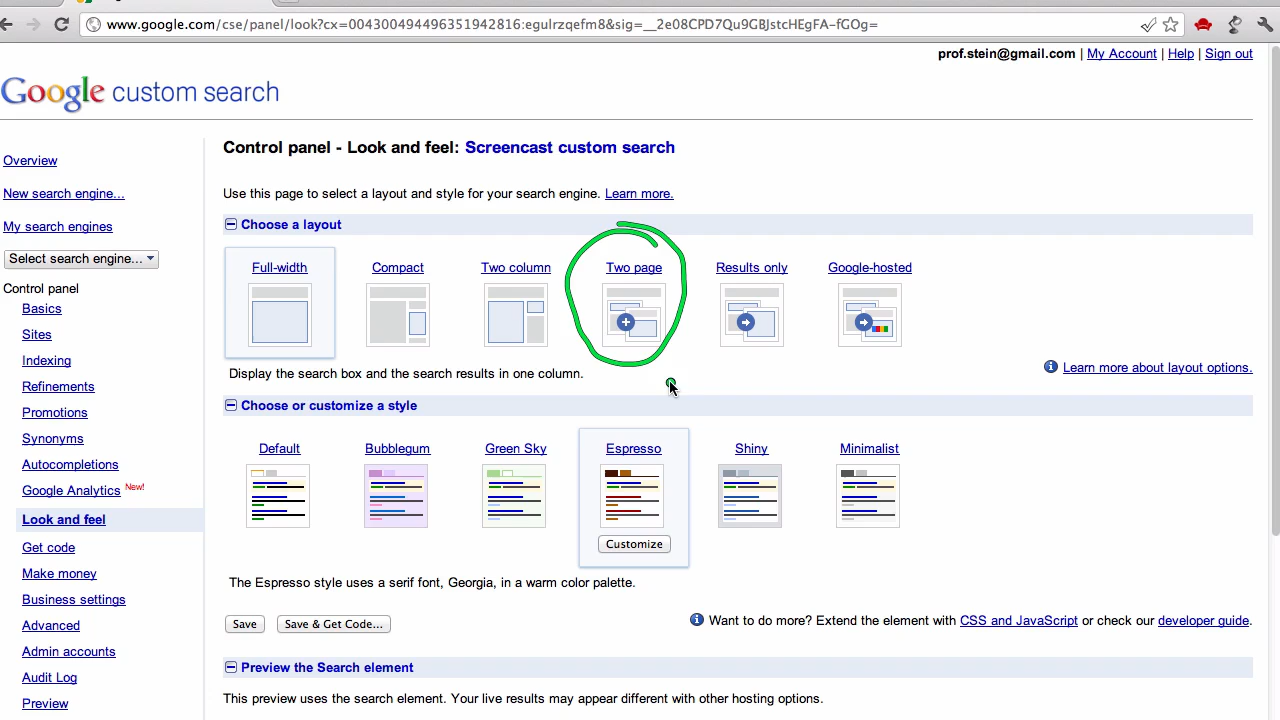 www.google.com/cse/panel/look?cx=004300494496351942816:egulrzqefm8&sig=__2e08CPD7Qu9GBJstcHEgFA-fGOg=
prof.stein@gmail.com | My Account | Help | Sign out
Google custom search
Control panel - Look and feel: Screencast custom search
Overview
New search engine...
My search engines
Select search engine...
Control panel
Basics
Sites
Indexing
Refinements
Promotions
Synonyms
Autocompletions
Google Analytics New!
Look and feel
Get code
Make money
Business settings
Advanced
Admin accounts
Audit Log
Preview
Use this page to select a layout and style for your search engine. Learn more.
Choose a layout
Full-width
Compact
Two column
Two page
Results only
Google-hosted
Display the search box and the search results in one column.
Learn more about layout options.
Choose or customize a style
Default
Bubblegum
Green Sky
Espresso
Shiny
Minimalist
Customize
The Espresso style uses a serif font, Georgia, in a warm color palette.
Save
Save & Get Code...
Want to do more? Extend the element with CSS and JavaScript or check our developer guide.
Preview the Search element
This preview uses the search element. Your live results may appear different with other hosting options.